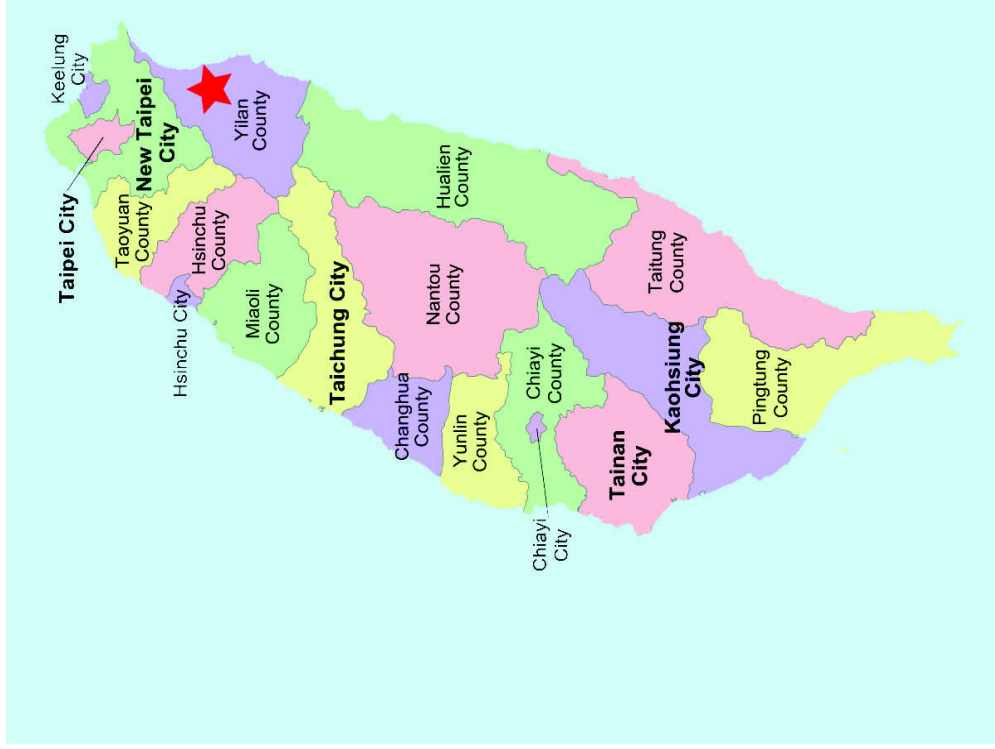 Keelung
City
Taipei City
New Taipei
City
Taoyuan
County
Yilan
County
Hsinchu
County
Hsinchu City
Miaoli
County
Taichung City
Hualien
County
Nantou
County
Changhua
County
Yunlin
County
Chiayi
County
Chiayi
City
Tainan
City
Kaohsiung
City
Taitung
County
Pingtung
County